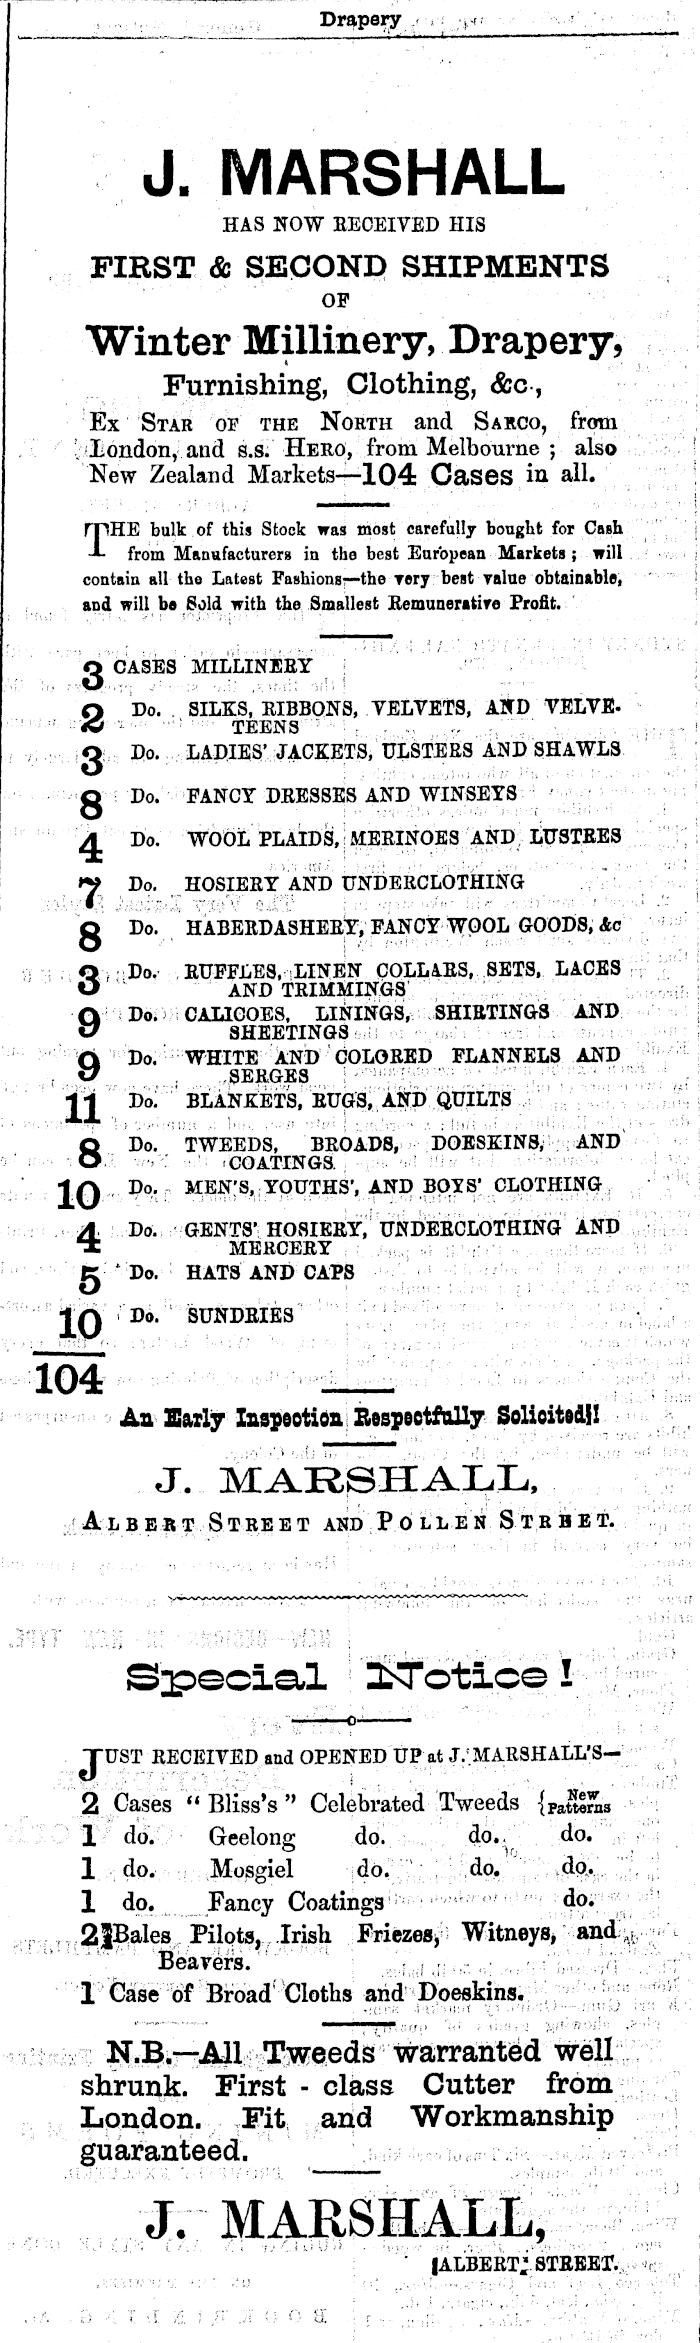 Drapery
J. MARSHALL
HAS NOW RECEIVED HIS
FIRST & SECOND SHIPMENTS
OF
Winter Millinery, Drapery,
Furnishing, Clothing, &c.,
EX STAR OF THE NORTH and SARCO, from
London, and S.S. HERO, from Melbourne ; also
New Zealand Markets—104 Cases in all.
THE bulk of this Stock was most carefully bought for Cash
from Manufacturers in the best European Markets ; will
contain all the Latest Fashions—the very best value obtainable,
and will be Sold with the Smallest Remunerative Profit.
3 CASES MILLINERY
2 Do. SILKS, RIBBONS, VELVETS, AND VELVE-
TEENS
3 Do. LADIES' JACKETS, ULSTERS AND SHAWLS
8 Do. FANCY DRESSES AND WINSEYS
4 Do. WOOL PLAIDS, MERINOES AND LUSTRES
7 Do. HOSIERY AND UNDERCLOTHING
8 Do. HABERDASHERY, FANCY WOOL GOODS, &c
3 Do. RUFFLES, LINEN COLLARS, SETS, LACES
AND TRIMMINGS
9 Do. CALICOES, LININGS, SHIRTINGS AND
SHEETINGS
9 Do. WHITE AND COLORED FLANNELS AND
SERGES
11 Do. BLANKETS, RUGS, AND QUILTS
8 Do. TWEEDS, BROADS, DOESKINS, AND
COATINGS
10 Do. MEN'S, YOUTHS', AND BOYS' CLOTHING
4 Do. GENTS' HOSIERY, UNDERCLOTHING AND
MERCERY
5 Do. HATS AND CAPS
10 Do. SUNDRIES
104
An Early Inspection Respectfully Solicited!!
J. MARSHALL,
ALBERT STREET AND POLLEN STREET.
Special Notice!
JUST RECEIVED and OPENED UP at J. MARSHALL'S—
2 Cases "Bliss's" Celebrated Tweeds { New Patterns
1 do. Geelong do. do. do.
1 do. Mosgiel do. do. do.
1 do. Fancy Coatings do.
2 Bales Pilots, Irish Friezes, Witneys, and
Beavers.
1 Case of Broad Cloths and Doeskins.
N.B.—All Tweeds warranted well
shrunk. First-class Cutter from
London. Fit and Workmanship
guaranteed.
J. MARSHALL,
ALBERT STREET.